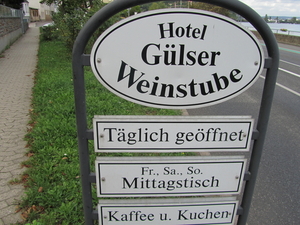 Hotel
Gülser
Weinstube
Täglich geöffnet
Fr., Sa., So.
Mittagstisch
Kaffee u. Kuchen